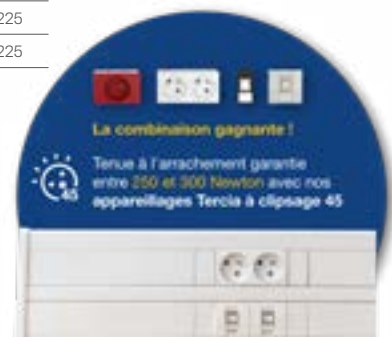 225
225
La combinaison gagnante !
Tenue à l'arrachement garantie
entre 250 et 300 Newton avec nos
appareillages Tercia à clipsage 45
45